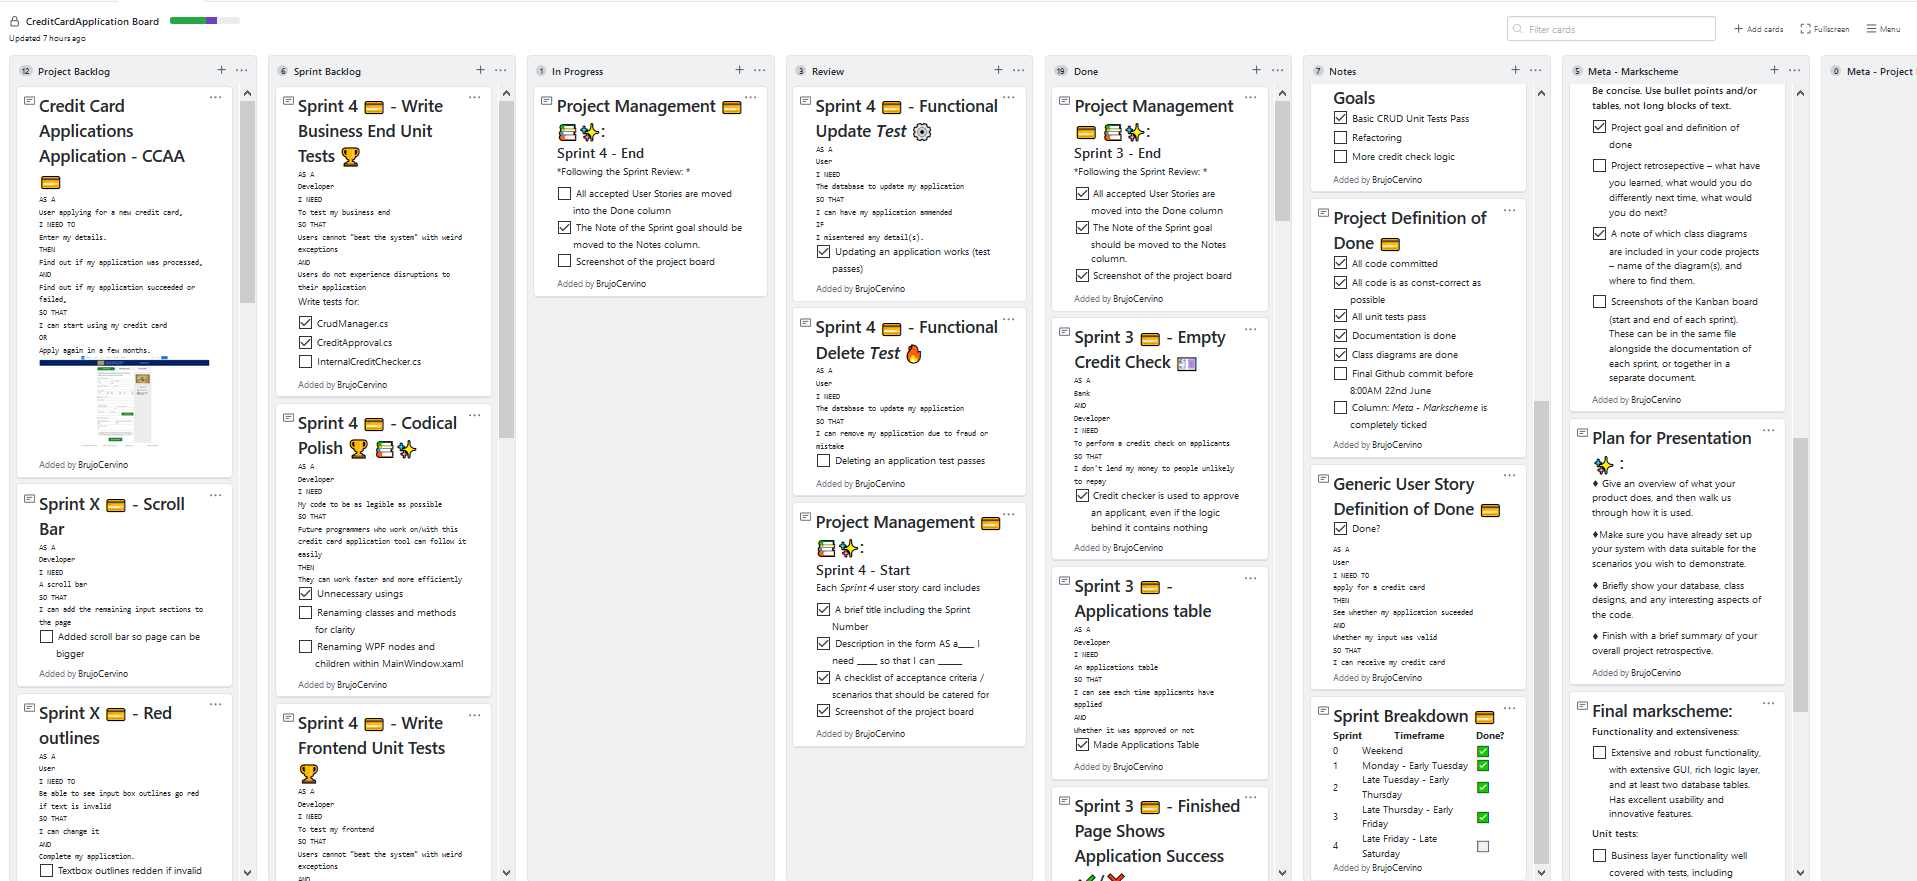 CreditCardApplication Board
Updated 7 hours ago
Filter cards
Add cards
Fullscreen
Menu
12 Project Backlog
Credit Card
Applications
Application - CCAA
AS A
User applying for a new credit card,
I NEED TO
Enter my details.
THEN
Find out if my application was processed,
AND
Find out if my application succeeded or
failed,
SO THAT
I can start using my credit card
OR
Apply again in a few months.
Added by BrujoCervino
Sprint X - Scroll
Bar
AS A
Developer
I NEED
A scroll bar
SO THAT
I can add the remaining input sections to
the page
Added scroll bar so page can be
bigger
Added by BrujoCervino
Sprint X - Red
outlines
AS A
User
I NEED TO
Be able to see input box outlines go red
if text is invalid
SO THAT
I can change it
AND
Complete my application.
Textbox outlines redden if invalid
6 Sprint Backlog
Sprint 4 - Write
Business End Unit
Tests
AS A
Developer
I NEED
To test my business end
SO THAT
Users cannot "beat the system" with weird
exceptions
AND
Users do not experience disruptions to
their application
Write tests for:
CrudManager.cs
CreditApproval.cs
InternalCreditChecker.cs
Added by BrujoCervino
Sprint 4 - Codical
Polish
AS A
Developer
I NEED
My code to be as legible as possible
SO THAT
Future programmers who work on/with this
credit card application tool can follow it
easily
THEN
They can work faster and more efficiently
Unnecessary usings
Renaming classes and methods
for clarity
Renaming WPF nodes and
children within MainWindow.xaml
Added by BrujoCervino
Sprint 4 - Write
Frontend Unit Tests
AS A
Developer
I NEED
To test my frontend
SO THAT
Users cannot "beat the system" with weird
exceptions
AND
1 In Progress
Project Management
:
Sprint 4 - End
*Following the Sprint Review: *
All accepted User Stories are moved
into the Done column
The Note of the Sprint goal should be
moved to the Notes column.
Screenshot of the project board
Added by BrujoCervino
3 Review
Sprint 4 - Functional
Update Test
AS A
User
I NEED
The database to update my application
SO THAT
I can have my application ammended
IF
I misentered any detail(s).
Updating an application works (test
passes)
Added by BrujoCervino
Sprint 4 - Functional
Delete Test
AS A
User
I NEED
The database to update my application
SO THAT
I can remove my application due to fraud or
mistake
Deleting an application test passes
Added by BrujoCervino
Project Management
:
Sprint 4 - Start
Each Sprint 4 user story card includes
A brief title including the Sprint
Number
Description in the form AS a___ I
need ____ so that I can _____
A checklist of acceptance criteria /
scenarios that should be catered for
Screenshot of the project board
Added by BrujoCervino
19 Done
Project Management
:
Sprint 3 - End
*Following the Sprint Review: *
All accepted User Stories are
moved into the Done column
The Note of the Sprint goal
should be moved to the Notes
column.
Screenshot of the project board
Added by BrujoCervino
Sprint 3 - Empty
Credit Check
AS A
Bank
AND
Developer
I NEED
To perform a credit check on applicants
SO THAT
I don't lend my money to people unlikely
to repay
Credit checker is used to approve
an applicant, even if the logic
behind it contains nothing
Added by BrujoCervino
Sprint 3 -
Applications table
AS A
Developer
I NEED
An applications table
SO THAT
I can see each time applicants have
applied
AND
Whether it was approved or not
Made Applications Table
Added by BrujoCervino
Sprint 3 - Finished
Page Shows
Application Success
/
7 Notes
Goals
Basic CRUD Unit Tests Pass
Refactoring
More credit check logic
Added by BrujoCervino
Project Definition of
Done
All code committed
All code is as const-correct as
possible
All unit tests pass
Documentation is done
Class diagrams are done
Final Github commit before
8:00AM 22nd June
Column: Meta - Markscheme is
completely ticked
Added by BrujoCervino
Generic User Story
Definition of Done
Done?
AS A
User
I NEED TO
apply for a credit card
THEN
See whether my application suceeded
AND
Whether my input was valid
SO THAT
I can receive my credit card
Added by BrujoCervino
Sprint Breakdown
Sprint Timeframe Done?
0 Weekend
1 Monday - Early Tuesday
2 Late Tuesday - Early
Thursday
3 Late Thursday - Early
Friday
4 Late Friday - Late
Saturday
Added by BrujoCervino
5 Meta - Markscheme
Be concise. Use bullet points and/or
tables, not long blocks of text.
Project goal and definition of
done
Project retrosepective – what have
you learned, what would you do
differently next time, what would
you do next?
A note of which class diagrams
are included in your code projects
– name of the diagram(s), and
where to find them.
Screenshots of the Kanban board
(start and end of each sprint).
These can be in the same file
alongside the documentation of
each sprint, or together in a
separate document.
Added by BrujoCervino
Plan for Presentation
:
♦ Give an overview of what your
product does, and then walk us
through how it is used.
♦Make sure you have already set up
your system with data suitable for the
scenarios you wish to demonstrate.
♦ Briefly show your database, class
designs, and any interesting aspects of
the code.
♦ Finish with a brief summary of your
overall project retrospective.
Added by BrujoCervino
Final markscheme:
Functionality and extensiveness:
Extensive and robust functionality,
with extensive GUI, rich logic layer,
and at least two database tables.
Has excellent usability and
innovative features.
Unit tests:
Business layer functionality well
covered with tests, including
0 Meta - Project